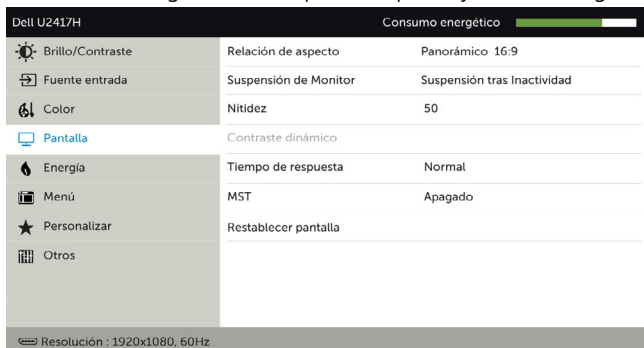 Dell U2417H Consumo energético
Brillo/Contraste Relación de aspecto Panorámico 16:9
Fuente entrada Suspensión de Monitor Suspensión tras Inactividad
Color Nitidez 50
Pantalla Contraste dinámico
Energía Tiempo de respuesta Normal
Menú MST Apagado
Personalizar Restablecer pantalla
Otros
Resolución : 1920x1080, 60Hz